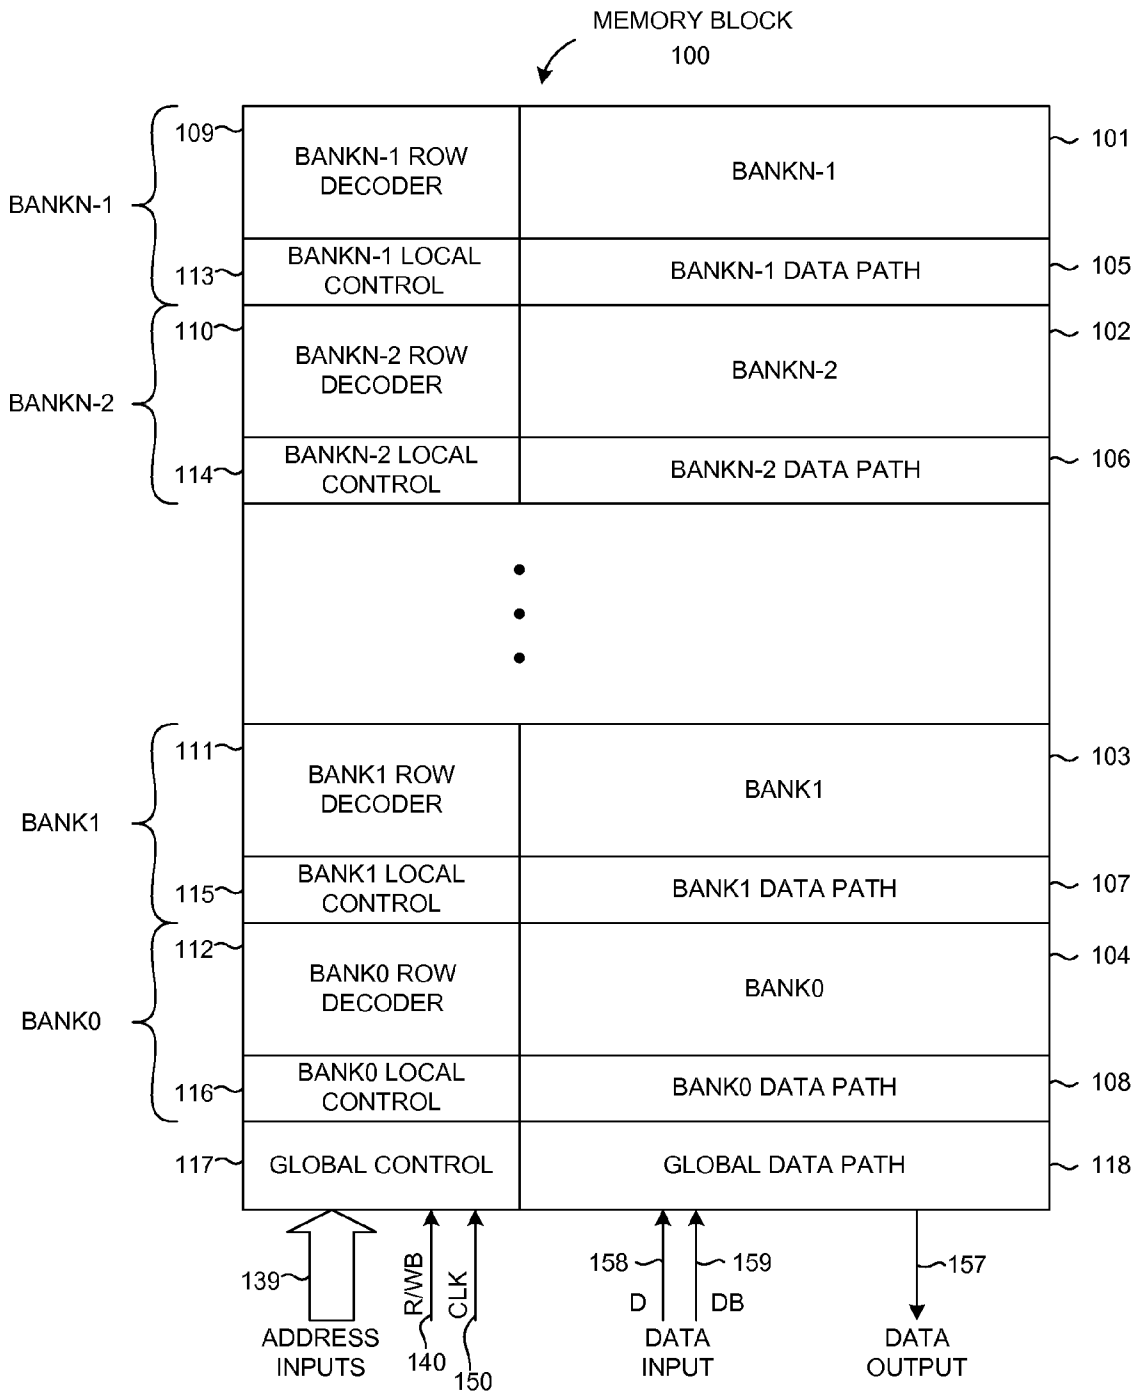 MEMORY BLOCK
100
109
BANKN-1 ROW
DECODER
BANKN-1
101
BANKN-1
113
BANKN-1 LOCAL
CONTROL
BANKN-1 DATA PATH
105
110
BANKN-2 ROW
DECODER
BANKN-2
102
BANKN-2
114
BANKN-2 LOCAL
CONTROL
BANKN-2 DATA PATH
106
111
BANK1 ROW
DECODER
BANK1
103
BANK1
115
BANK1 LOCAL
CONTROL
BANK1 DATA PATH
107
112
BANK0 ROW
DECODER
BANK0
104
BANK0
116
BANK0 LOCAL
CONTROL
BANK0 DATA PATH
108
117
GLOBAL CONTROL
GLOBAL DATA PATH
118
139
R/WB
CLK
158
159
157
D
DB
ADDRESS
INPUTS
140
150
DATA
INPUT
DATA
OUTPUT